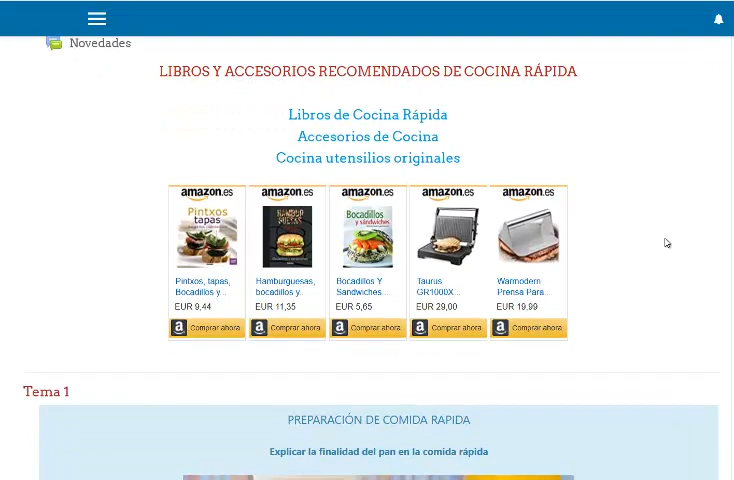 Novedades
LIBROS Y ACCESORIOS RECOMENDADOS DE COCINA RÁPIDA
Libros de Cocina Rápida
Accesorios de Cocina
Cocina utensilios originales
amazon.es amazon.es amazon.es amazon.es amazon.es
Pintxos tapas
HAMBURGUESAS
Bocadillos y sándwiches
Pintxos, tapas, Bocadillos y...
EUR 9,44
Comprar ahora
Hamburguesas, bocadillos y..
EUR 11,35
Comprar ahora
Bocadillos Y Sandwiches....
EUR 5,65
Comprar ahora
Taurus GR1000X...
EUR 29,00
Comprar ahora
Warmodern Prensa Para...
EUR 19,99
Comprar ahora
Tema 1
PREPARACIÓN DE COMIDA RAPIDA
Explicar la finalidad del pan en la comida rápida